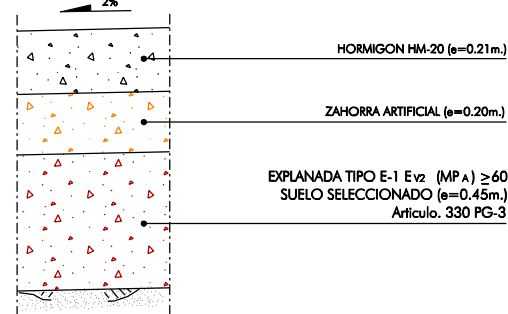 2%
HORMIGON HM-20 (e=0.21m.)
ZAHORRA ARTIFICIAL (e=0.20m.)
EXPLANADA TIPO E-1 Ev2 (MPA) ≥60
SUELO SELECCIONADO (e=0.45m.)
Articulo. 330 PG-3